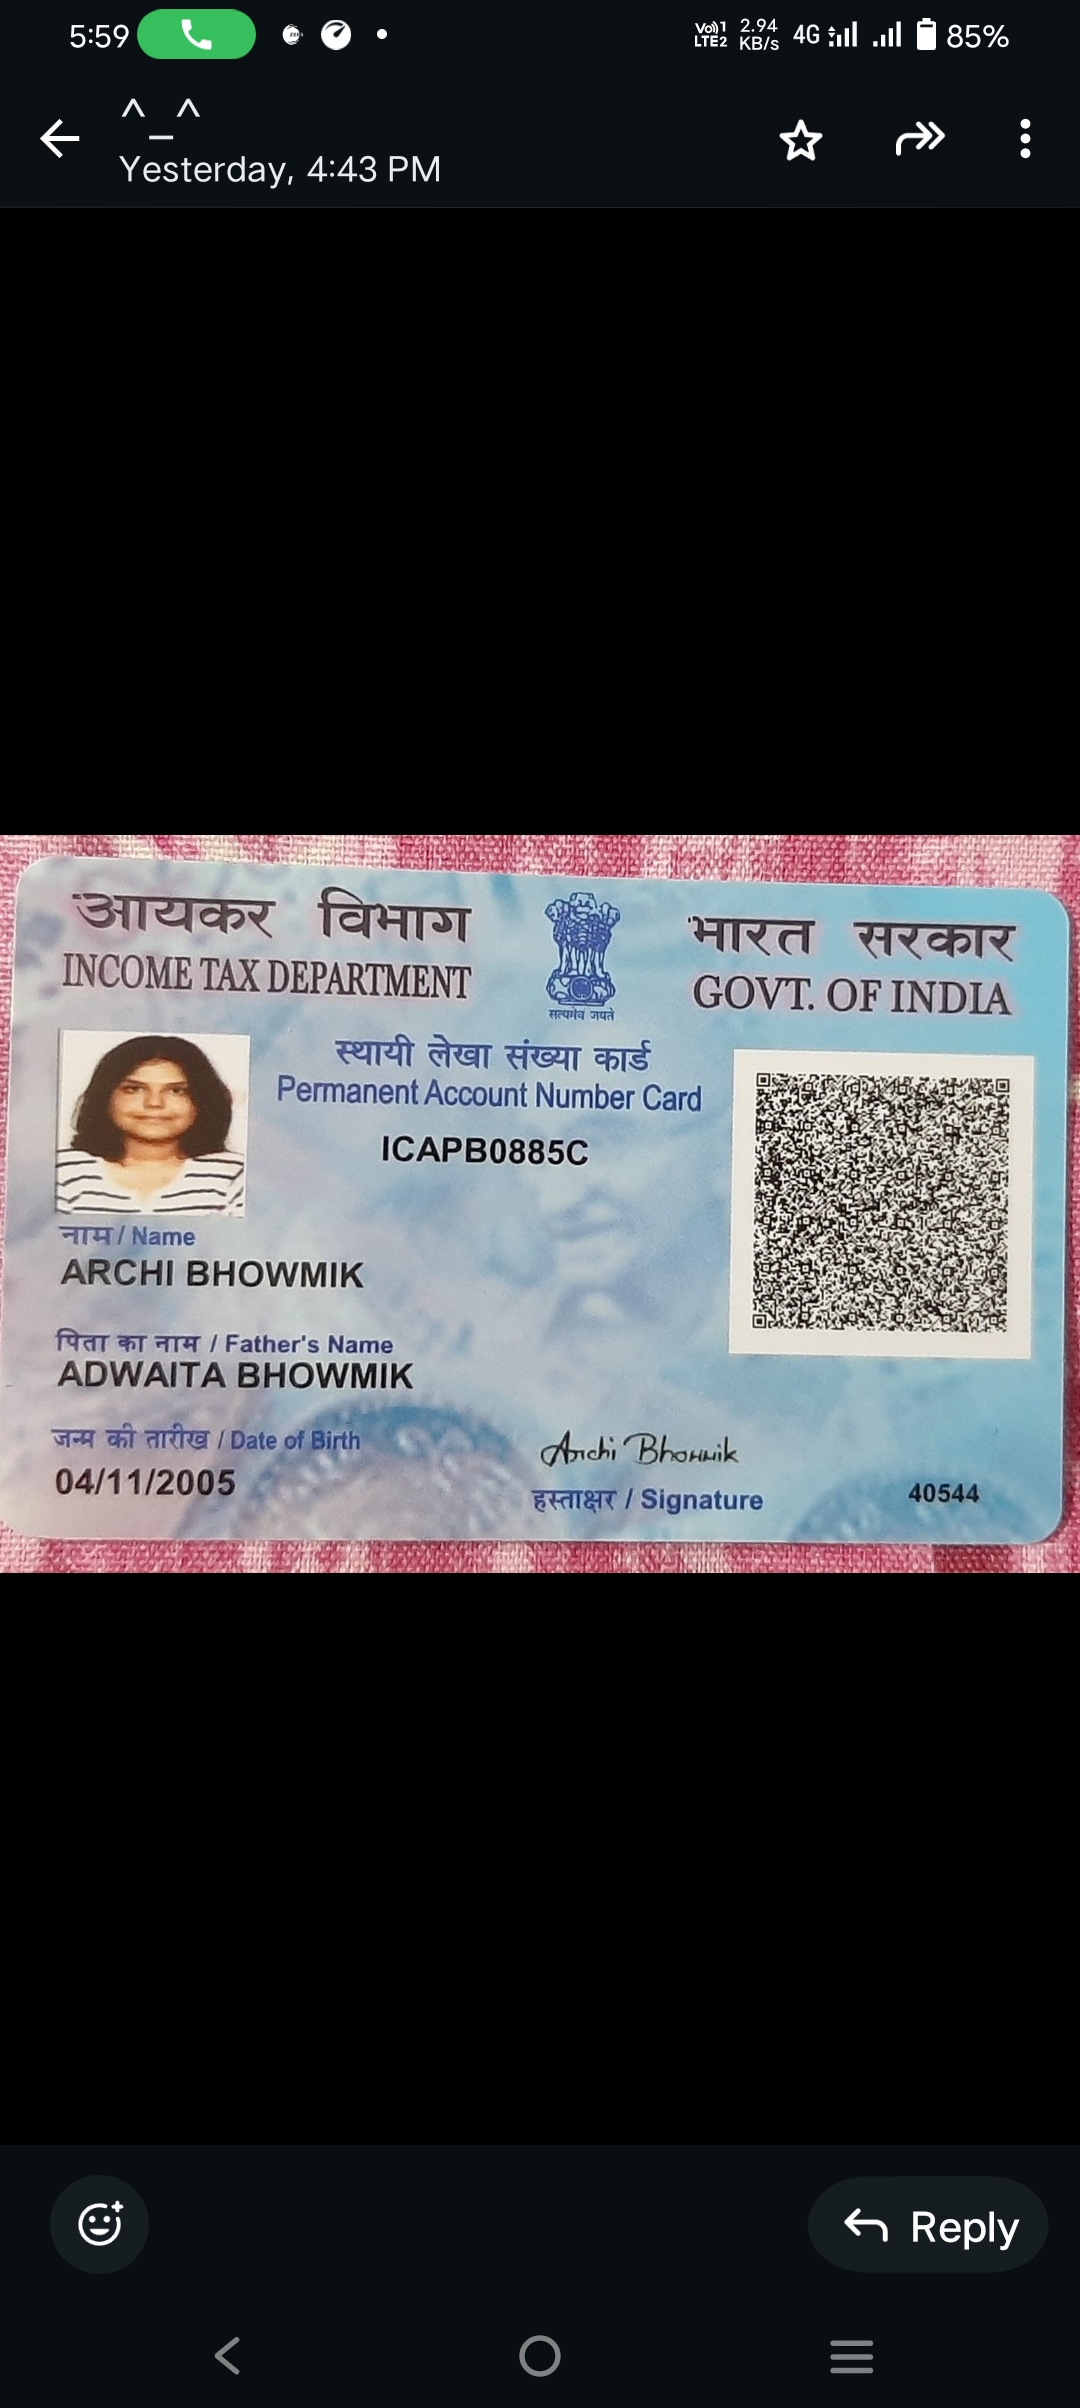 5:59
Vo)) 1 LTE2 2.94 KB/s 4G 85%
^_^
Yesterday, 4:43 PM
आयकर विभाग
INCOME TAX DEPARTMENT
सत्यमेव जयते
भारत सरकार
GOVT. OF INDIA
स्थायी लेखा संख्या कार्ड
Permanent Account Number Card
ICAPB0885C
नाम / Name
ARCHI BHOWMIK
पिता का नाम / Father's Name
ADWAITA BHOWMIK
जन्म की तारीख / Date of Birth
04/11/2005
Archi Bhowmik
हस्ताक्षर / Signature
40544
Reply